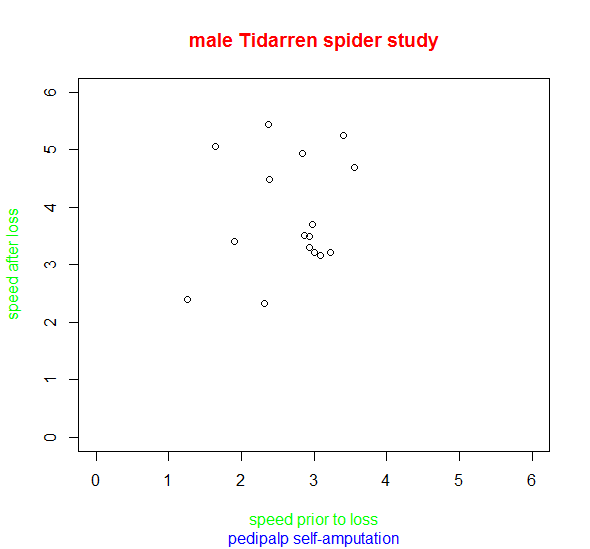 male Tidarren spider study
6
5
4
3
2
1
0
speed after loss
0 1 2 3 4 5 6
speed prior to loss
pedipalp self-amputation